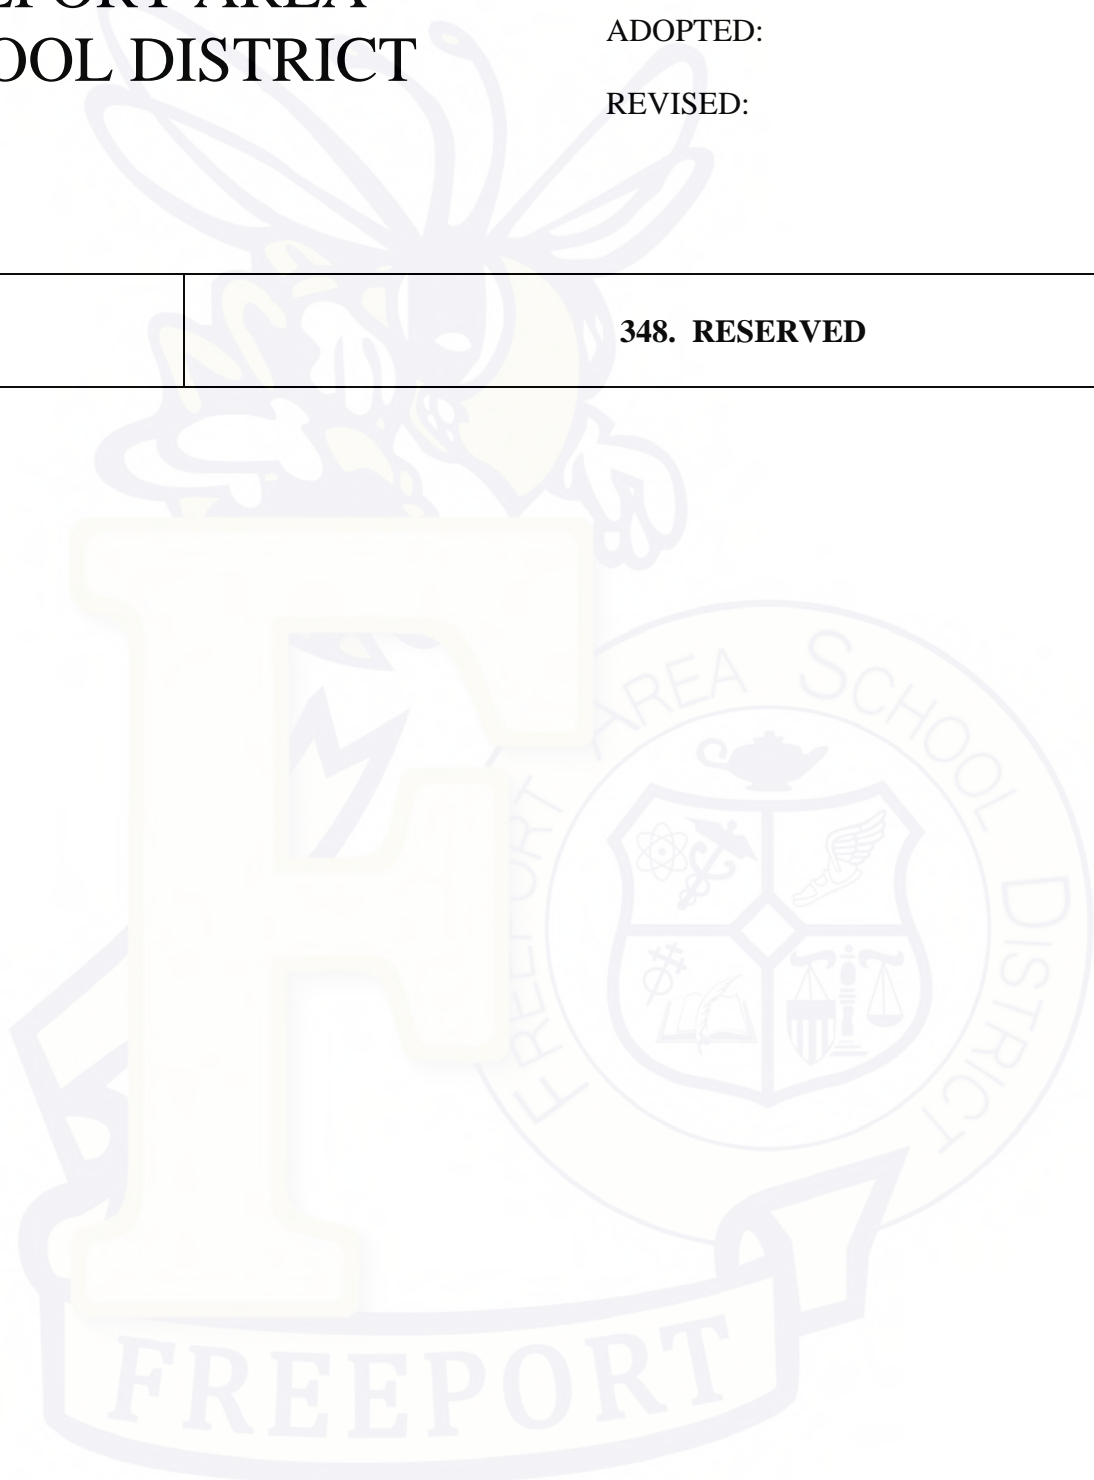 EPORT AREA
OOL DISTRICT
ADOPTED:
REVISED:
348. RESERVED
FREEPORT AREA SCHOOL DISTRICT
FREEPORT